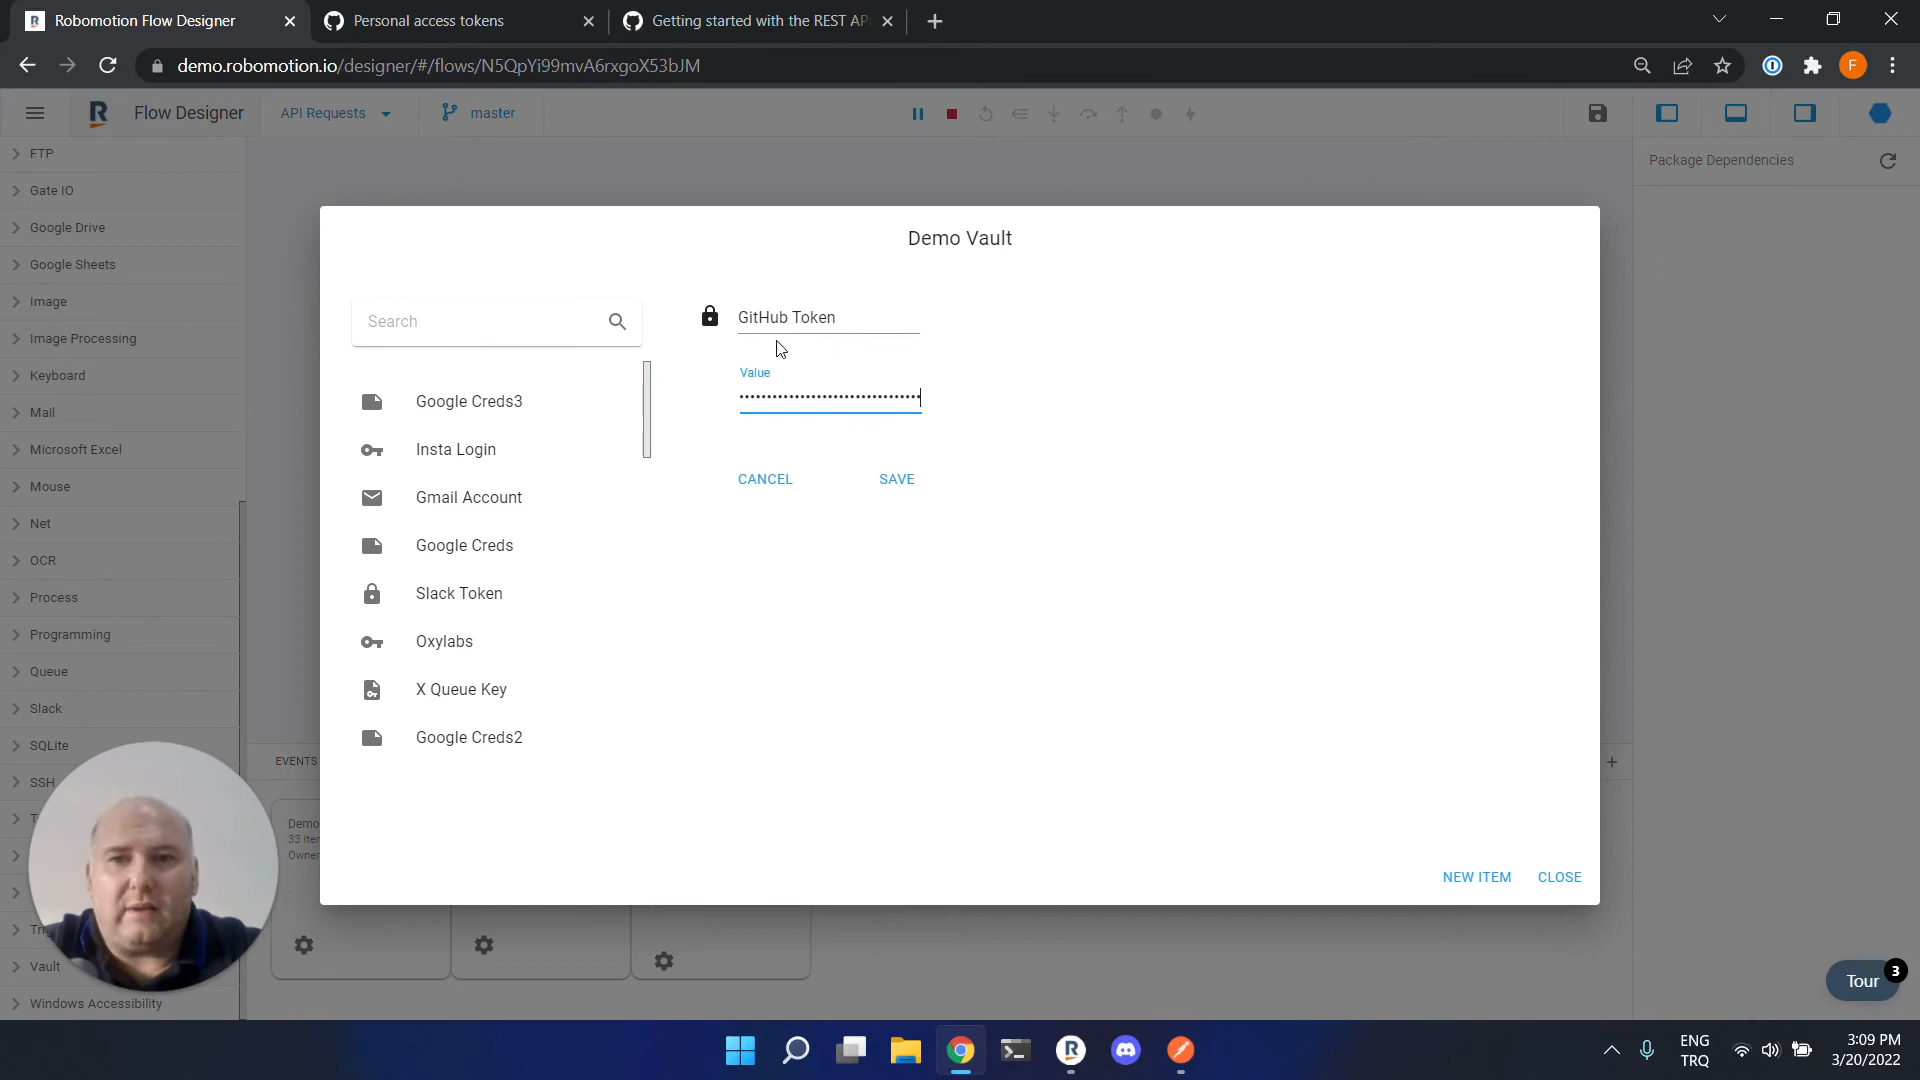 Robomotion Flow Designer
Personal access tokens
Getting started with the REST AP
demo.robomotion.io/designer/#/flows/N5QpYi99mvA6rxgoX53bJM
F
Flow Designer
API Requests
master
FTP
Gate IO
Google Drive
Google Sheets
Image
Image Processing
Keyboard
Mail
Microsoft Excel
Mouse
Net
OCR
Process
Programming
Queue
Slack
SQLite
SSH
Vault
Windows Accessibility
Package Dependencies
Demo Vault
Search
Google Creds3
Insta Login
Gmail Account
Google Creds
Slack Token
Oxylabs
X Queue Key
Google Creds2
GitHub Token
Value
CANCEL
SAVE
NEW ITEM
CLOSE
EVENTS
Demo
Owner
Tour
3
ENG
TRQ
3:09 PM
3/20/2022